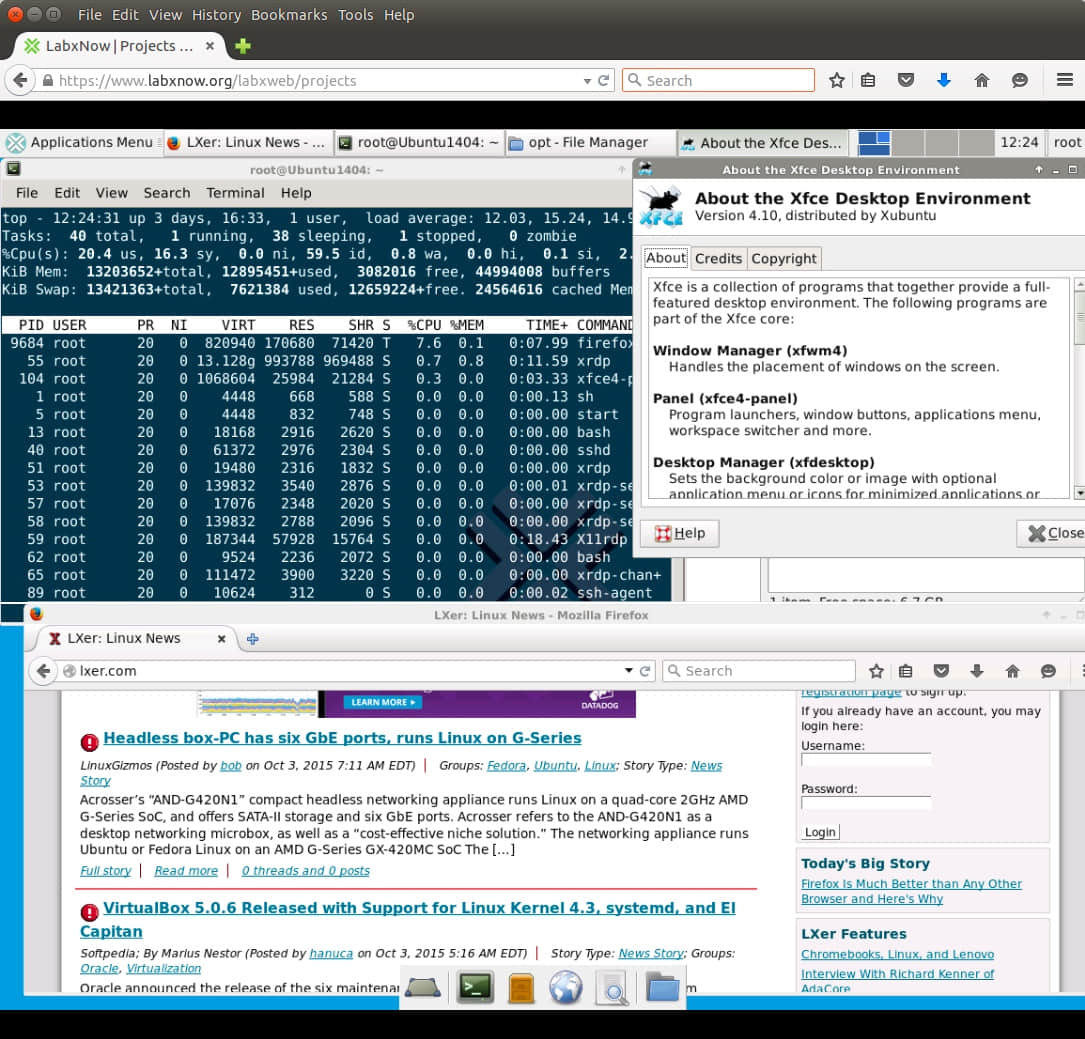 File Edit View History Bookmarks Tools Help
LabxNow | Projects ...
https://www.labxnow.org/labxweb/projects
Search
Applications Menu
LXer: Linux News - ...
root@Ubuntu1404: ~
opt - File Manager
About the Xfce Des...
12:24
root
root@Ubuntu1404: ~
File Edit View Search Terminal Help
top - 12:24:31 up 3 days, 16:33, 1 user, load average: 12.03, 15.24, 14.9
Tasks: 40 total, 1 running, 38 sleeping, 1 stopped, 0 zombie
%Cpu(s): 20.4 us, 16.3 sy, 0.0 ni, 59.5 id, 0.8 wa, 0.0 hi, 0.1 si, 2.
KiB Mem: 13203652+total, 12895451+used, 3082016 free, 44994008 buffers
KiB Swap: 13421363+total, 7621384 used, 12659224+free. 24564616 cached Mem
PID USER PR NI VIRT RES SHR S %CPU %MEM TIME+ COMMAND
9684 root 20 0 820940 170680 71420 T 7.6 0.1 0:07.99 firefox
55 root 20 0 13.128g 993788 969488 S 0.7 0.8 0:11.59 xrdp
104 root 20 0 1068604 25984 21284 S 0.3 0.0 0:03.33 xfce4-p
1 root 20 0 4448 668 588 S 0.0 0.0 0:00.13 sh
5 root 20 0 4448 832 748 S 0.0 0.0 0:00.00 start
13 root 20 0 18168 2916 2620 S 0.0 0.0 0:00.00 bash
40 root 20 0 61372 2976 2304 S 0.0 0.0 0:00.00 sshd
51 root 20 0 19480 2316 1832 S 0.0 0.0 0:00.00 xrdp
53 root 20 0 139832 3540 2876 S 0.0 0.0 0:00.01 xrdp-se
57 root 20 0 17076 2348 2020 S 0.0 0.0 0:00.00 xrdp-se
58 root 20 0 139832 2788 2096 S 0.0 0.0 0:00.00 xrdp-se
59 root 20 0 187344 57928 15764 S 0.0 0.0 0:18.43 X11rdp
62 root 20 0 9524 2236 2072 S 0.0 0.0 0:00.00 bash
65 root 20 0 111472 3900 3220 S 0.0 0.0 0:00.00 xrdp-chan+
89 root 20 0 10624 312 0 S 0.0 0.0 0:00.02 ssh-agent
About the Xfce Desktop Environment
XFCE
About the Xfce Desktop Environment
Version 4.10, distributed by Xubuntu
About Credits Copyright
Xfce is a collection of programs that together provide a full-
featured desktop environment. The following programs are
part of the Xfce core:
Window Manager (xfwm4)
Handles the placement of windows on the screen.
Panel (xfce4-panel)
Program launchers, window buttons, applications menu,
workspace switcher and more.
Desktop Manager (xfdesktop)
Sets the background color or image with optional
application menu or icons for minimized applications or
Help
Close
1 item, Free space: 6.7 GB
LXer: Linux News - Mozilla Firefox
LXer: Linux News
lxer.com
Search
LEARN MORE
DATADOG
Headless box-PC has six GbE ports, runs Linux on G-Series
LinuxGizmos (Posted by bob on Oct 3, 2015 7:11 AM EDT) | Groups: Fedora, Ubuntu, Linux; Story Type: News
Story
Acrosser's “AND-G420N1” compact headless networking appliance runs Linux on a quad-core 2GHz AMD
G-Series SoC, and offers SATA-II storage and six GbE ports. Acrosser refers to the AND-G420N1 as a
desktop networking microbox, as well as a “cost-effective niche solution.” The networking appliance runs
Ubuntu or Fedora Linux on an AMD G-Series GX-420MC SoC The [...]
Full story | Read more | 0 threads and 0 posts
VirtualBox 5.0.6 Released with Support for Linux Kernel 4.3, systemd, and El
Capitan
Softpedia; By Marius Nestor (Posted by hanuca on Oct 3, 2015 5:16 AM EDT) | Story Type: News Story; Groups:
Oracle, Virtualization
Oracle announced the release of the six maintenan
m
registration page to sign up.
If you already have an account, you may
login here:
Username:
Password:
Login
Today's Big Story
Firefox Is Much Better than Any Other
Browser and Here's Why
LXer Features
Chromebooks, Linux, and Lenovo
Interview With Richard Kenner of
AdaCore